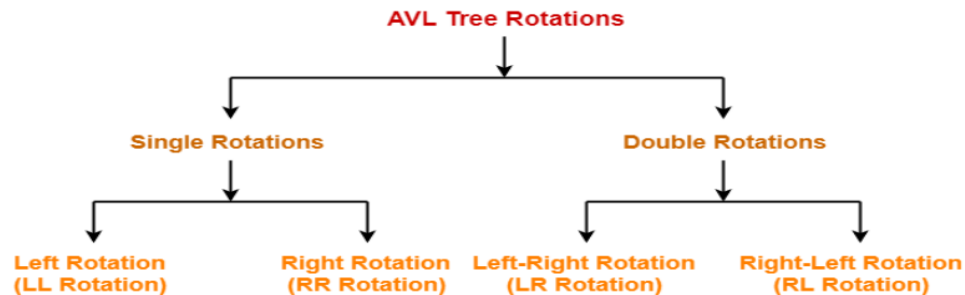 AVL Tree Rotations
Single Rotations
Double Rotations
Left Rotation
(LL Rotation)
Right Rotation
(RR Rotation)
Left-Right Rotation
(LR Rotation)
Right-Left Rotation
(RL Rotation)